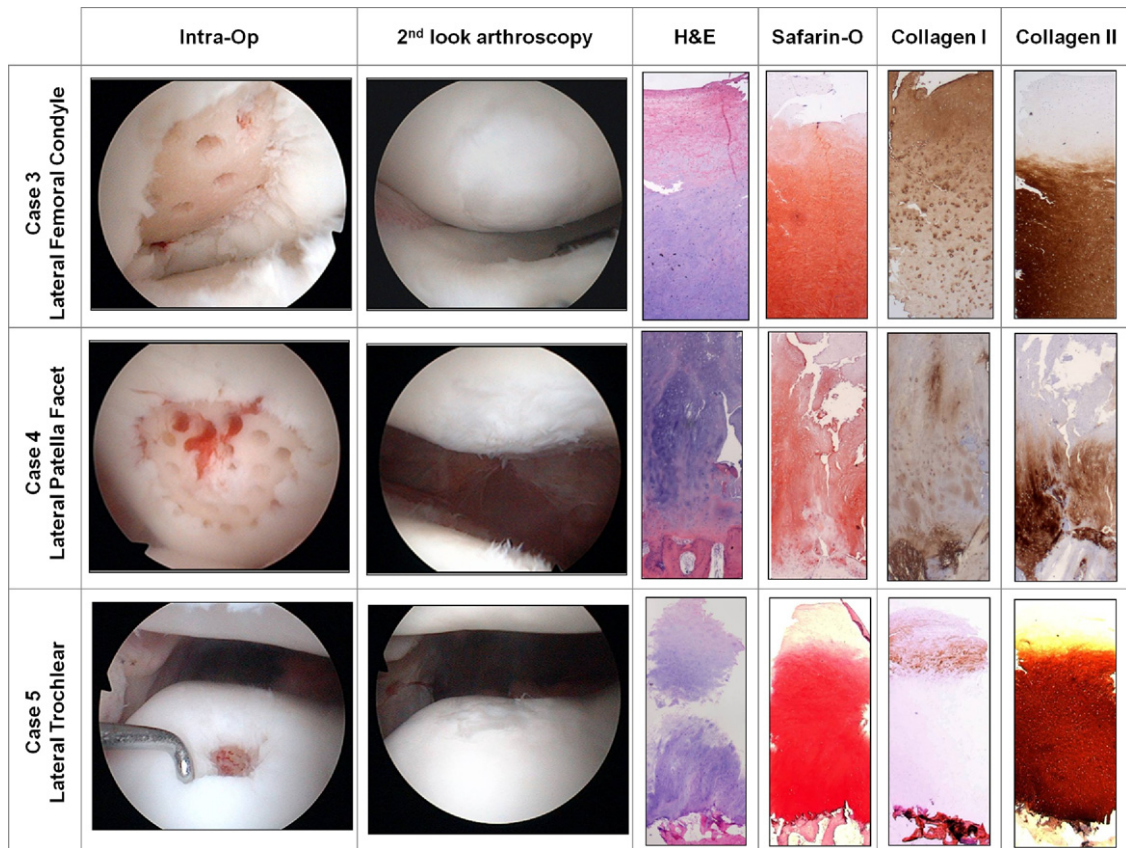 Intra-Op
2nd look arthroscopy
H&E
Safarin-O
Collagen I
Collagen II
Case 3
Lateral Femoral Condyle
Case 4
Lateral Patella Facet
Case 5
Lateral Trochlear